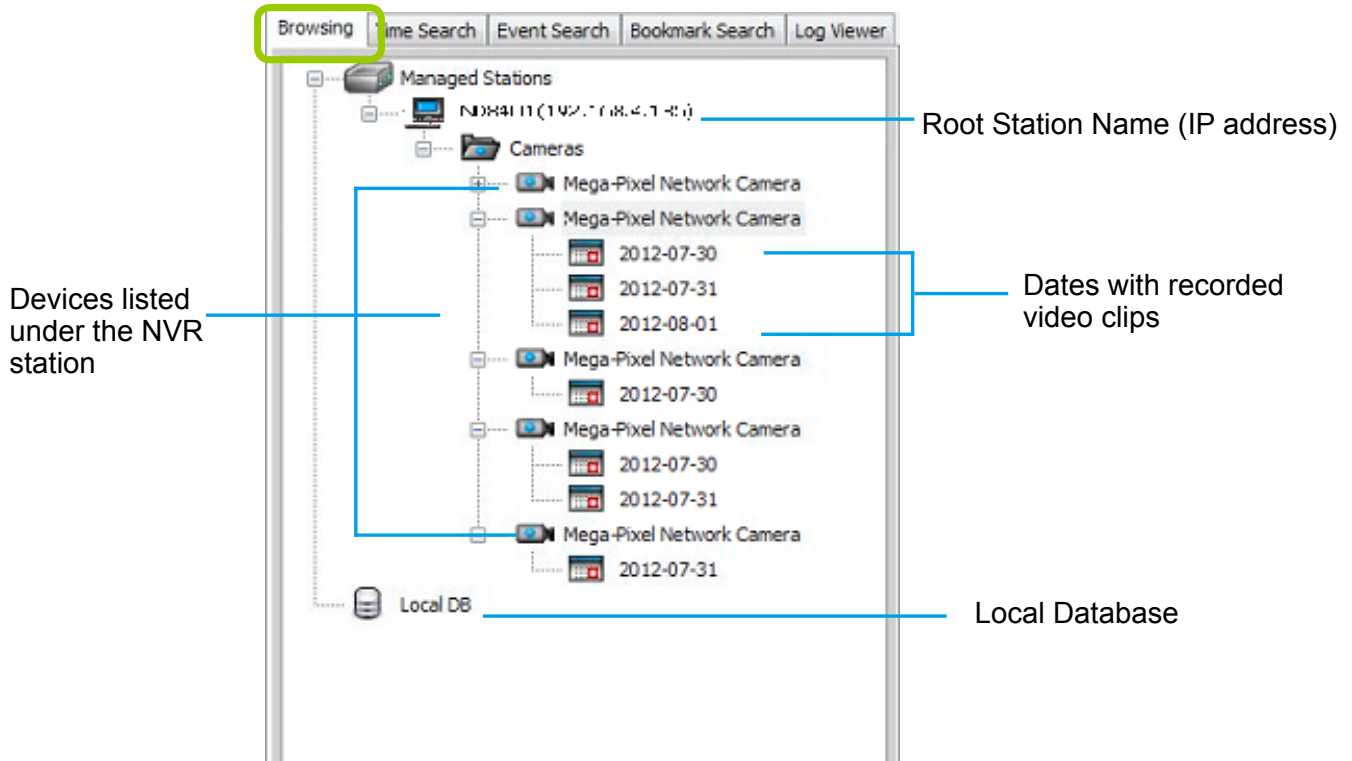 Browsing Time Search Event Search Bookmark Search Log Viewer
Managed Stations
Root Station Name (IP address)
Cameras
Mega-Pixel Network Camera
Mega-Pixel Network Camera
2012-07-30
2012-07-31
2012-08-01
Devices listed
under the NVR
station
Dates with recorded
video clips
Mega-Pixel Network Camera
2012-07-30
Mega-Pixel Network Camera
2012-07-30
2012-07-31
Mega-Pixel Network Camera
2012-07-31
Local DB
Local Database